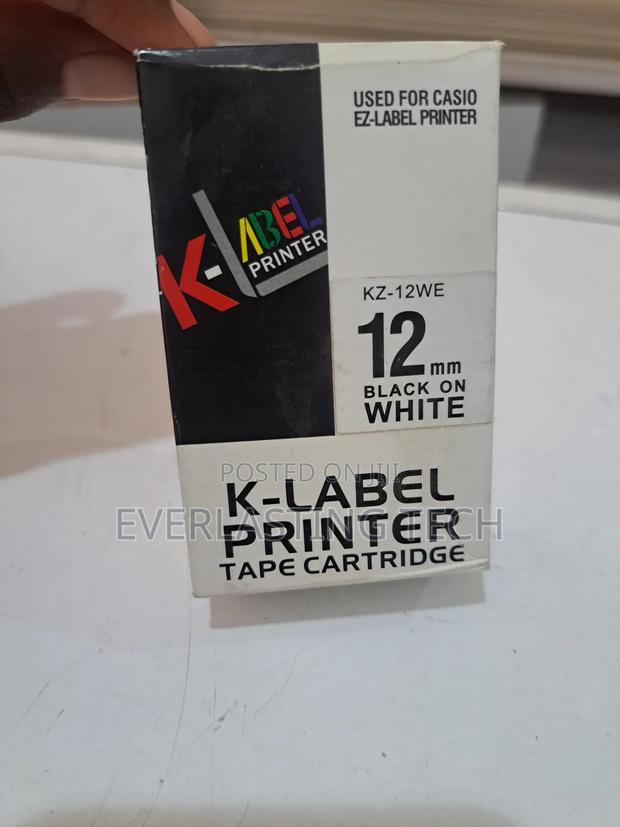 USED FOR CASIO
EZ-LABEL PRINTER
K-LABEL
PRINTER
KZ-12WE
12mm
BLACK ON
WHITE
POSTED ON JIJI
K-LABEL
EVERLASTING TECH
PRINTER
TAPE CARTRIDGE